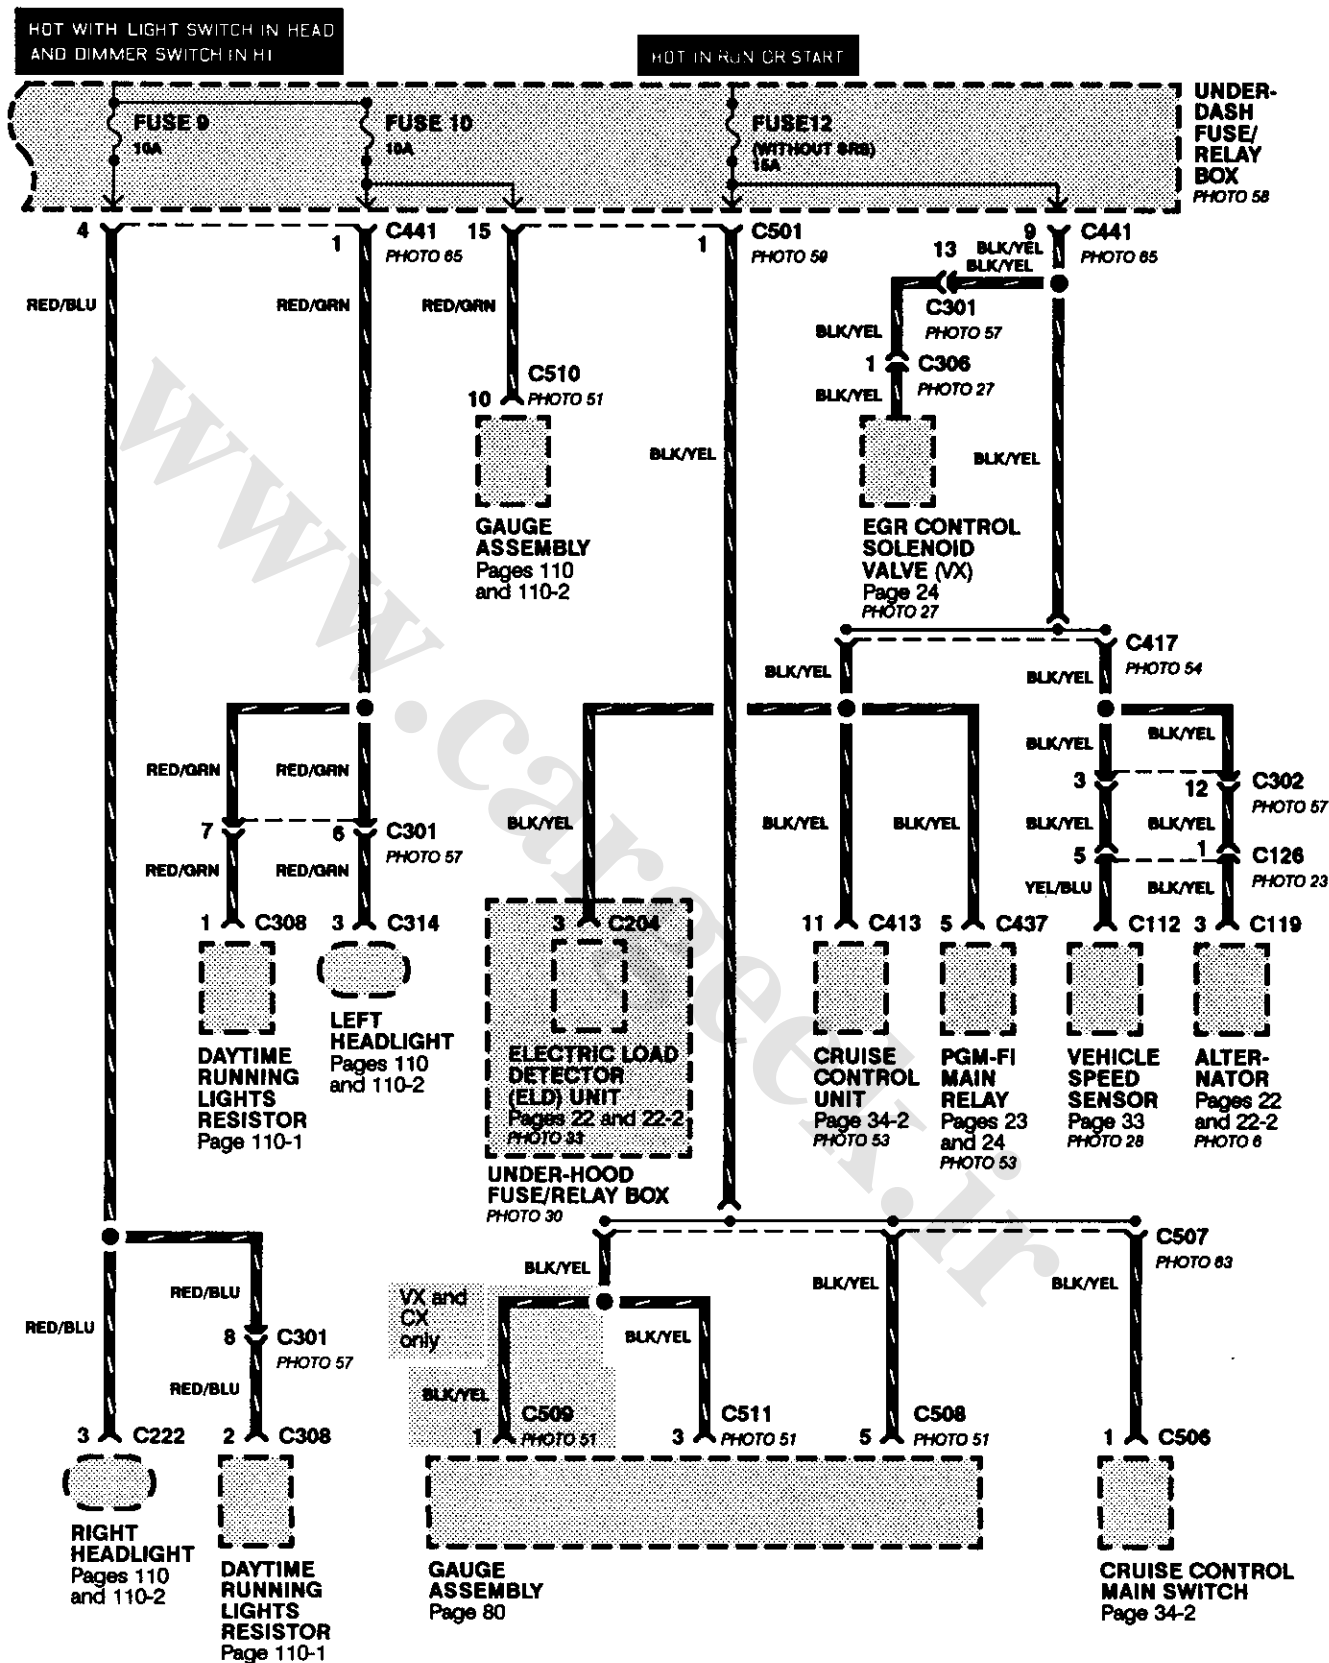 HOT WITH LIGHT SWITCH IN HEAD
AND DIMMER SWITCH IN HI
HOT IN RUN OR START
FUSE 9
10A
FUSE 10
10A
FUSE12
(WITHOUT SRS)
15A
UNDER-
DASH
FUSE/
RELAY
BOX
PHOTO 58
4
1
C441
PHOTO 65
15
1
C501
PHOTO 59
9
C441
PHOTO 65
BLK/YEL
BLK/YEL
13
C301
PHOTO 57
RED/BLU
RED/GRN
RED/GRN
BLK/YEL
1
C306
PHOTO 27
BLK/YEL
C510
10
PHOTO 51
BLK/YEL
BLK/YEL
GAUGE
ASSEMBLY
Pages 110
and 110-2
EGR CONTROL
SOLENOID
VALVE (VX)
Page 24
PHOTO 27
C417
PHOTO 54
BLK/YEL
BLK/YEL
BLK/YEL
BLK/YEL
RED/GRN
RED/GRN
3
12
C302
PHOTO 57
7
6
C301
PHOTO 57
BLK/YEL
BLK/YEL
BLK/YEL
BLK/YEL
BLK/YEL
5
1
C126
PHOTO 23
RED/GRN
RED/GRN
YEL/BLU
BLK/YEL
1
C308
3
C314
3
C204
11
C413
5
C437
C112
3
C119
DAYTIME
RUNNING
LIGHTS
RESISTOR
Page 110-1
LEFT
HEADLIGHT
Pages 110
and 110-2
ELECTRIC LOAD
DETECTOR
(ELD) UNIT
Pages 22 and 22-2
PHOTO 33
UNDER-HOOD
FUSE/RELAY BOX
PHOTO 30
CRUISE
CONTROL
UNIT
Page 34-2
PHOTO 53
PGM-FI
MAIN
RELAY
Pages 23
and 24
PHOTO 53
VEHICLE
SPEED
SENSOR
Page 33
PHOTO 28
ALTER-
NATOR
Pages 22
and 22-2
PHOTO 6
C507
PHOTO 63
BLK/YEL
BLK/YEL
BLK/YEL
RED/BLU
RED/BLU
VX and
CX
only
BLK/YEL
8
C301
PHOTO 57
RED/BLU
BLK/YEL
3
C222
2
C308
1
C509
PHOTO 51
3
C511
PHOTO 51
5
C508
PHOTO 51
1
C506
RIGHT
HEADLIGHT
Pages 110
and 110-2
DAYTIME
RUNNING
LIGHTS
RESISTOR
Page 110-1
GAUGE
ASSEMBLY
Page 80
CRUISE CONTROL
MAIN SWITCH
Page 34-2
www.carseek.ir